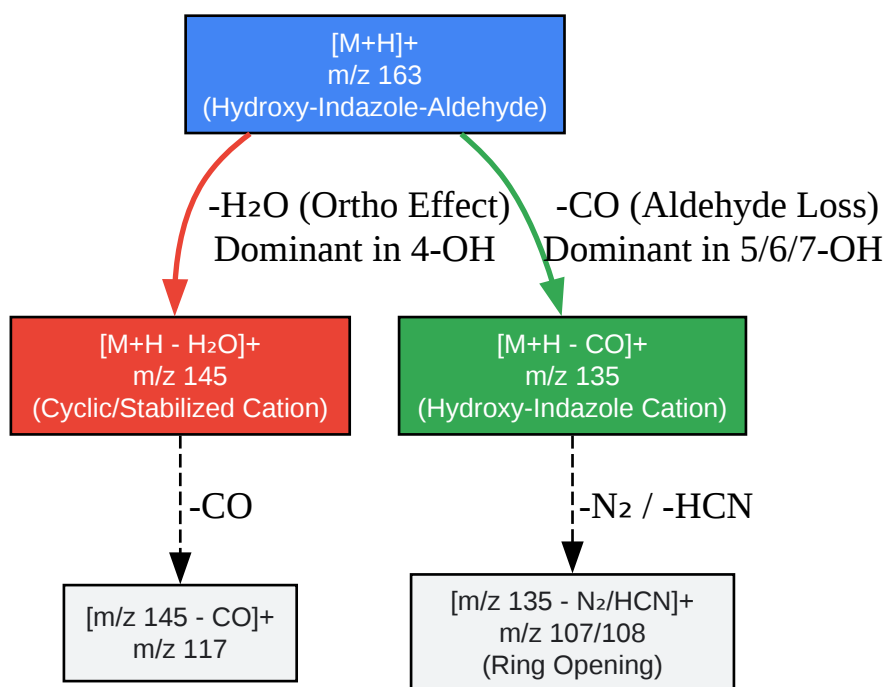 [M+H]+
m/z 163
(Hydroxy-Indazole-Aldehyde)
-H₂O (Ortho Effect)
Dominant in 4-OH
-CO (Aldehyde Loss)
Dominant in 5/6/7-OH
[M+H - H₂O]+
m/z 145
(Cyclic/Stabilized Cation)
[M+H - CO]+
m/z 135
(Hydroxy-Indazole Cation)
-CO
-N₂ / -HCN
[m/z 145 - CO]+
m/z 117
[m/z 135 - N₂/HCN]+
m/z 107/108
(Ring Opening)